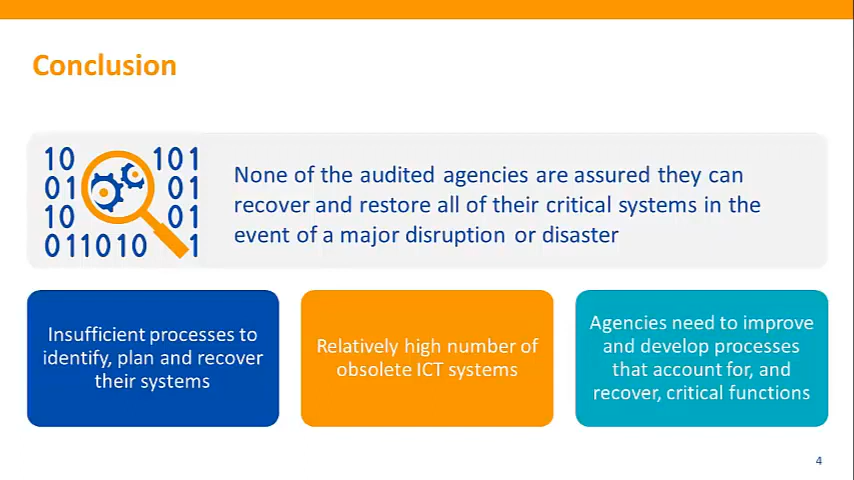 Conclusion
10 101
01 01
10 01
011010 1
None of the audited agencies are assured they can
recover and restore all of their critical systems in the
event of a major disruption or disaster
Insufficient processes to
identify, plan and recover
their systems
Relatively high number of
obsolete ICT systems
Agencies need to improve
and develop processes
that account for, and
recover, critical functions
4